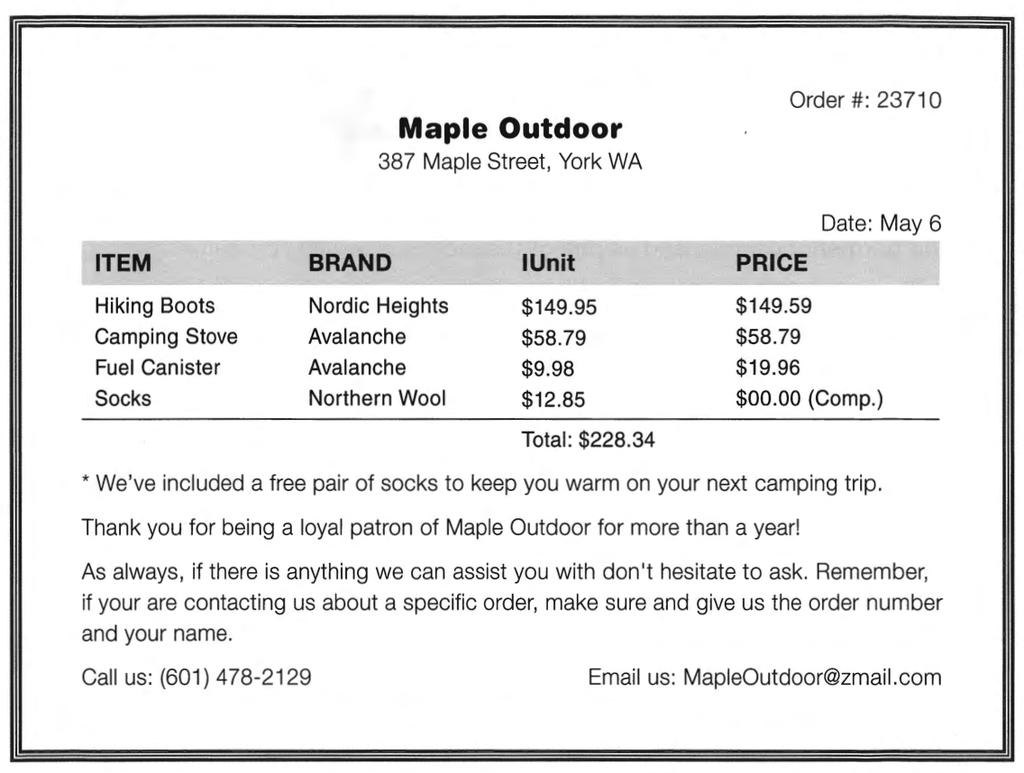 Order #: 23710
Maple Outdoor
387 Maple Street, York WA
Date: May 6
ITEM BRAND IUnit PRICE
Hiking Boots Nordic Heights $149.95 $149.59
Camping Stove Avalanche $58.79 $58.79
Fuel Canister Avalanche $9.98 $19.96
Socks Northern Wool $12.85 $00.00 (Comp.)
Total: $228.34
* We've included a free pair of socks to keep you warm on your next camping trip.
Thank you for being a loyal patron of Maple Outdoor for more than a year!
As always, if there is anything we can assist you with don't hesitate to ask. Remember,
if your are contacting us about a specific order, make sure and give us the order number
and your name.
Call us: (601) 478-2129 Email us: MapleOutdoor@zmail.com